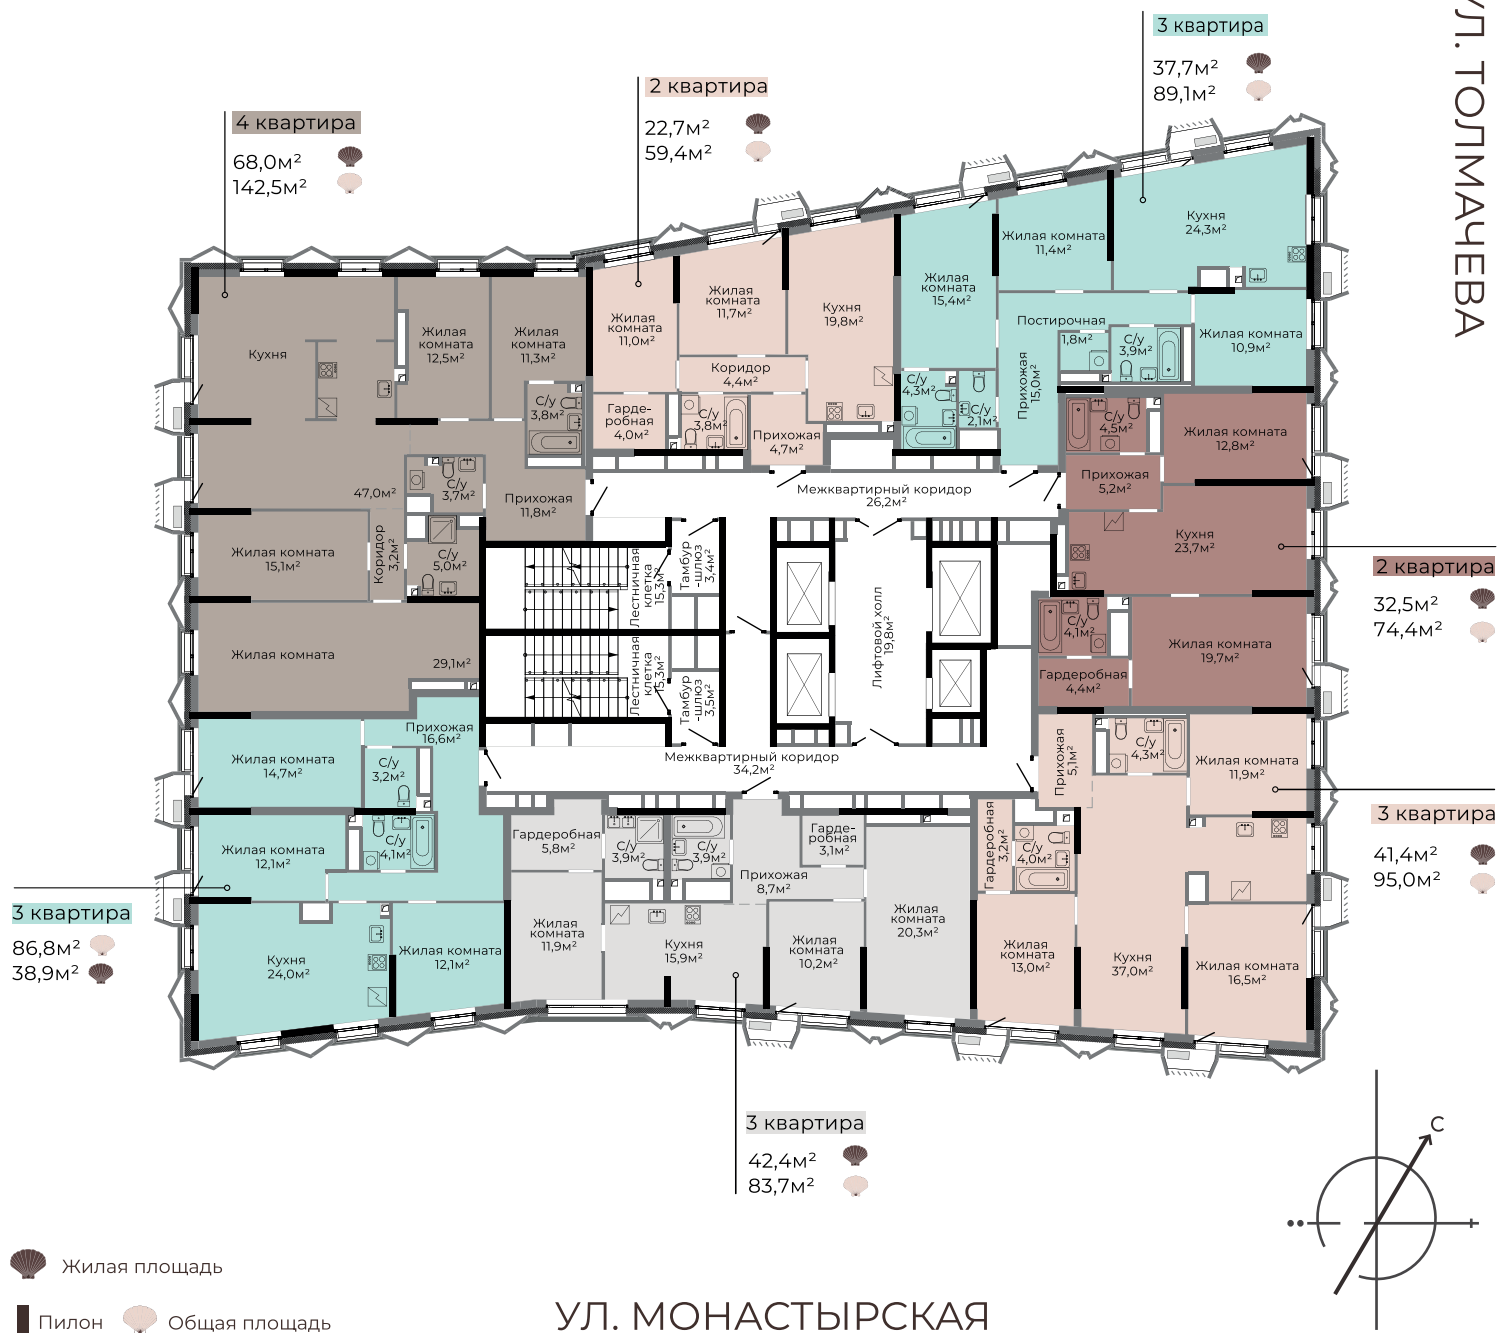 3 квартира
37,7м²
89,1м²
УЛ. ТОЛМАЧЕВА
2 квартира
22,7м²
59,4м²
4 квартира
68,0м²
142,5м²
Кухня
Жилая
комната
12,5м²
Жилая
комната
11,3м²
С/у
3,8м²
47,0м²
С/у
3,7м²
Прихожая
11,8м²
Жилая комната
15,1м²
Коридор
3,2м²
С/у
5,0м²
Жилая комната
29,1м²
Жилая
комната
11,0м²
Жилая
комната
11,7м²
Кухня
19,8м²
Коридор
4,4м²
Гарде-
робная
4,0м²
С/у
3,8м²
Прихожая
4,7м²
Жилая
комната
15,4м²
Жилая комната
11,4м²
Кухня
24,3м²
Постирочная
1,8м²
С/у
3,9м²
Жилая комната
10,9м²
Прихожая
15,0м²
С/у
4,3м²
С/у
2,1м²
С/у
4,5м²
Жилая комната
12,8м²
Прихожая
5,2м²
Кухня
23,7м²
С/у
4,1м²
Жилая комната
19,7м²
Гардеробная
4,4м²
2 квартира
32,5м²
74,4м²
Межквартирный коридор
26,2м²
Лестничная
клетка
15,3м²
Тамбур
-шлюз
3,4м²
Лестничная
клетка
15,3м²
Тамбур
-шлюз
3,5м²
Лифтовой холл
19,8м²
Межквартирный коридор
34,2м²
Прихожая
16,6м²
Жилая комната
14,7м²
С/у
3,2м²
Жилая комната
12,1м²
С/у
4,1м²
Кухня
24,0м²
Жилая комната
12,1м²
3 квартира
86,8м²
38,9м²
Гардеробная
5,8м²
С/у
3,9м²
С/у
3,9м²
Гарде-
робная
3,1м²
Прихожая
8,7м²
Жилая
комната
11,9м²
Кухня
15,9м²
Жилая
комната
10,2м²
Жилая
комната
20,3м²
3 квартира
42,4м²
83,7м²
Прихожая
5,1м²
С/у
4,3м²
Жилая комната
11,9м²
Гардеробная
3,2м²
С/у
4,0м²
Жилая
комната
13,0м²
Кухня
37,0м²
Жилая комната
16,5м²
3 квартира
41,4м²
95,0м²
С
Жилая площадь
Пилон
Общая площадь
УЛ. МОНАСТЫРСКАЯ